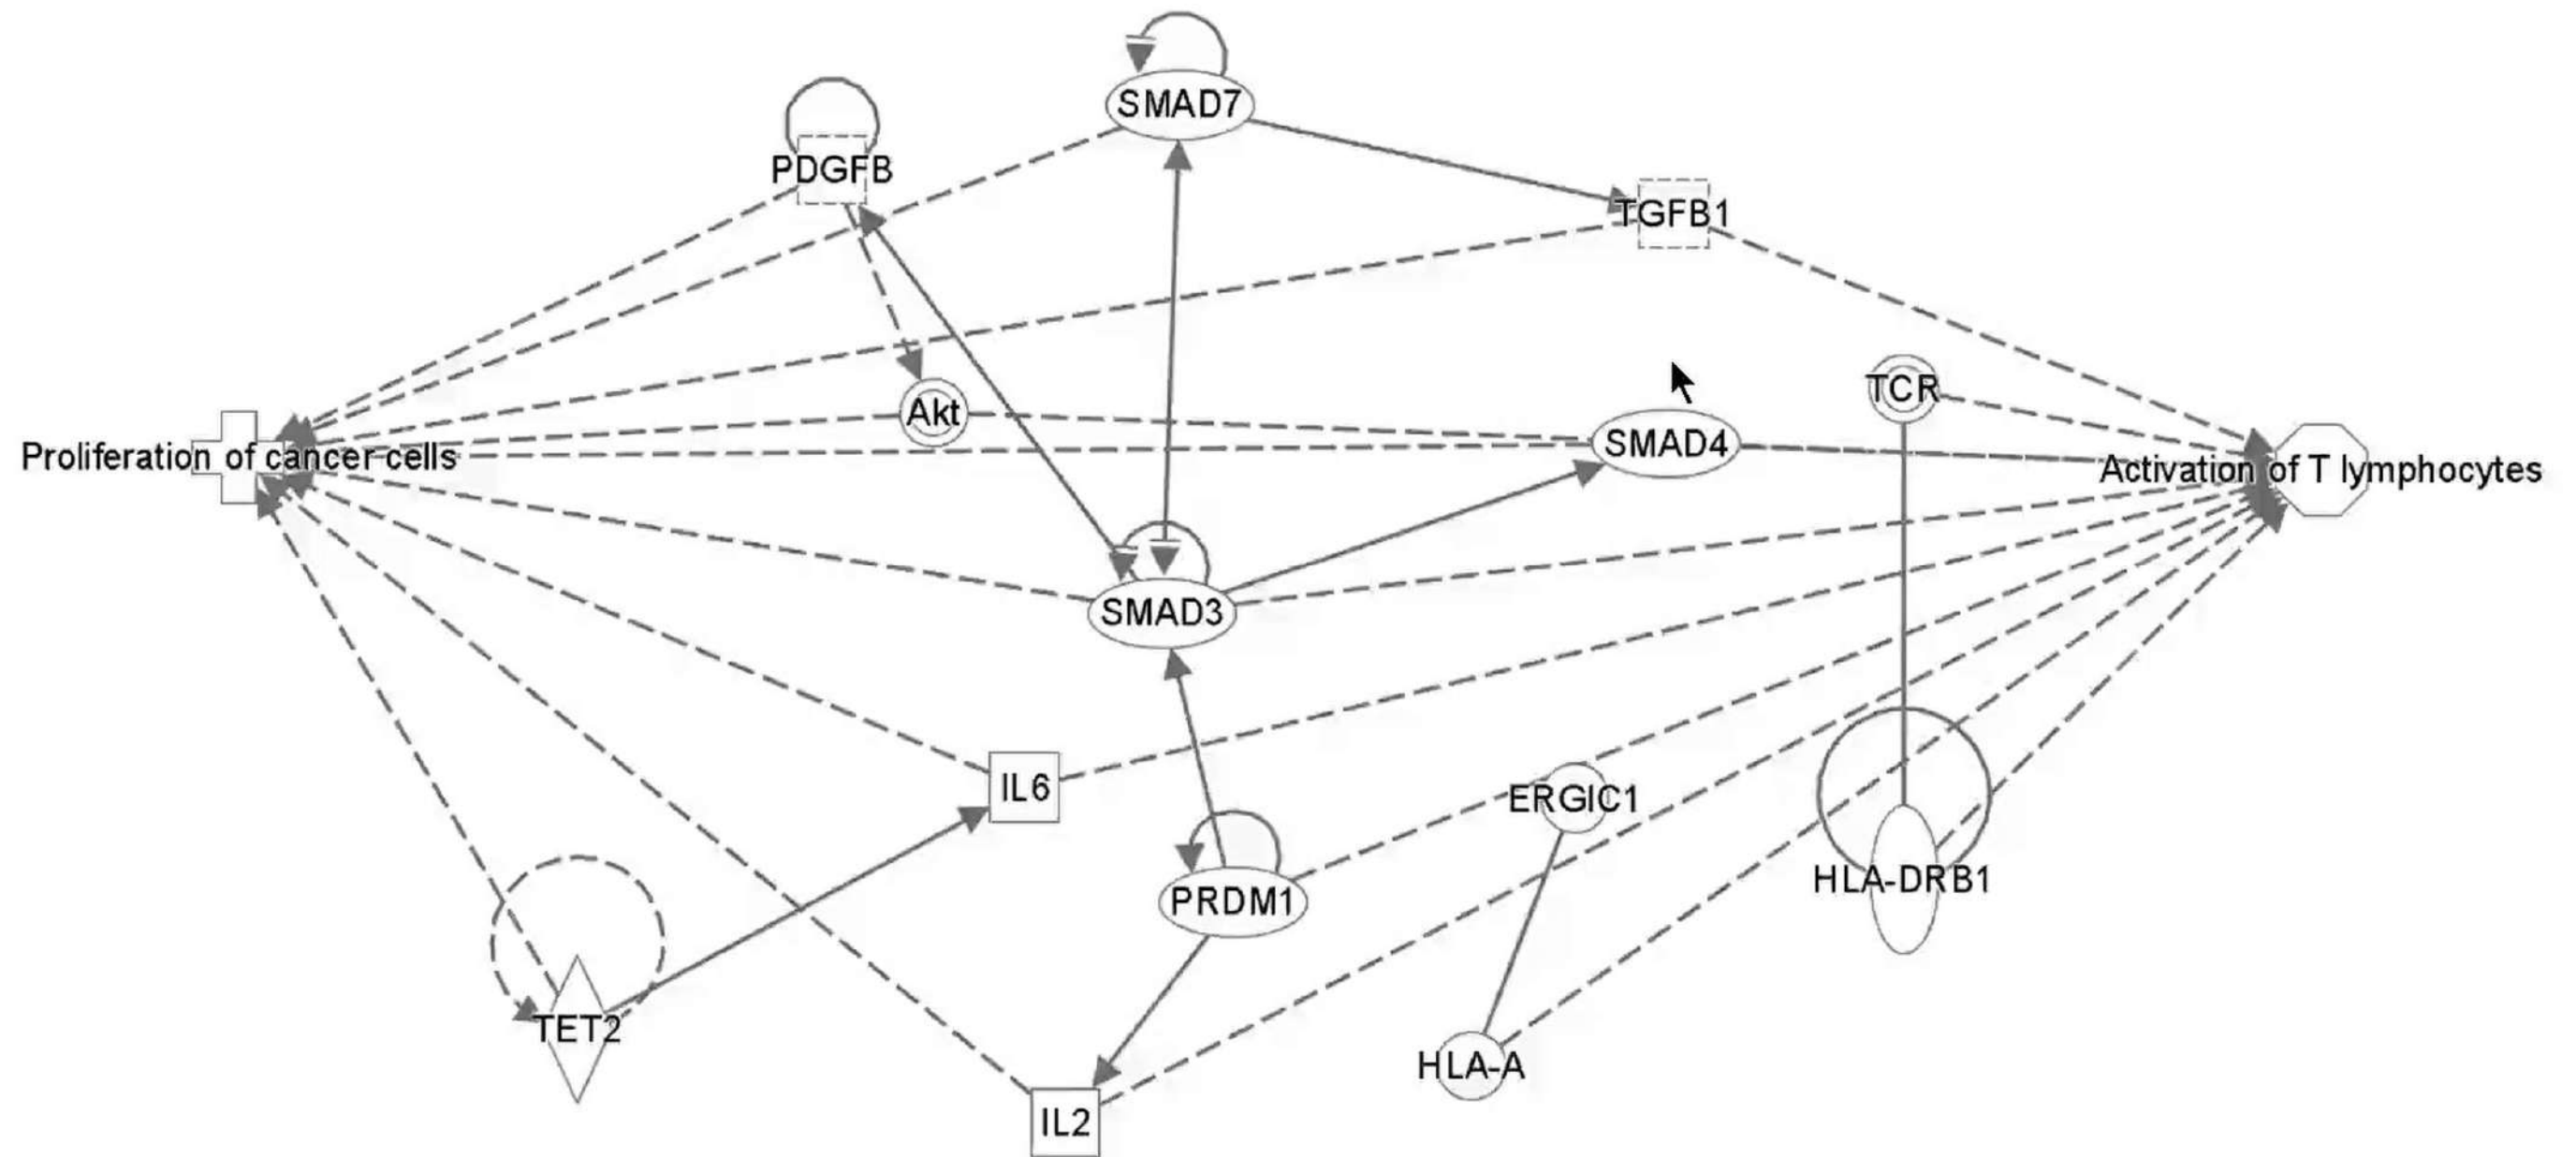 SMAD7
PDGFB
TGFB1
TCR
Akt
SMAD4
Proliferation of cancer cells
Activation of T lymphocytes
SMAD3
IL6
ERGIC1
HLA-DRB1
PRDM1
TET2
HLA-A
IL2